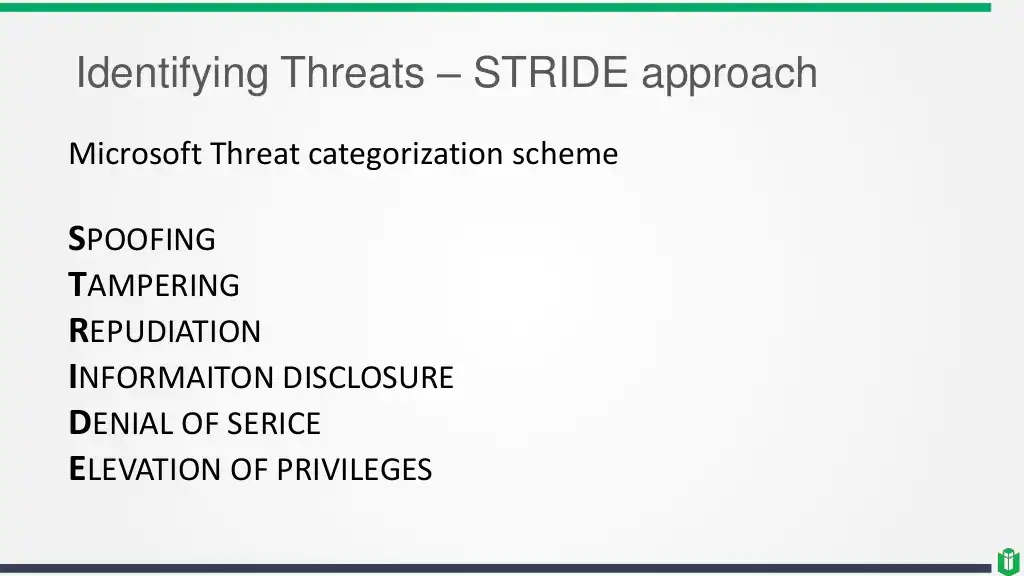 Identifying Threats – STRIDE approach
Microsoft Threat categorization scheme
SPOOFING
TAMPERING
REPUDIATION
INFORMAITON DISCLOSURE
DENIAL OF SERICE
ELEVATION OF PRIVILEGES